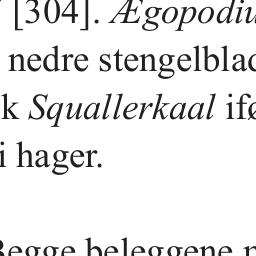 [304]. Ægopodiu
nedre stengelblad
k Squallerkaal ifø
i hager.
Begge beleggene